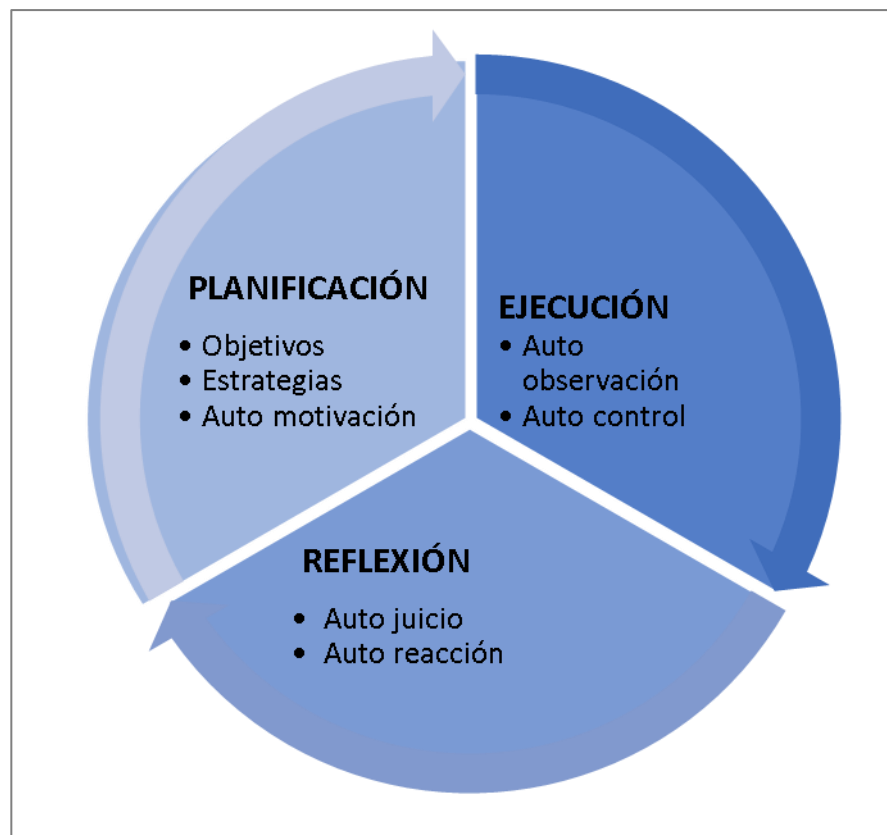 PLANIFICACIÓN
• Objetivos
• Estrategias
• Auto motivación
EJECUCIÓN
• Auto
observación
• Auto control
REFLEXIÓN
• Auto juicio
• Auto reacción